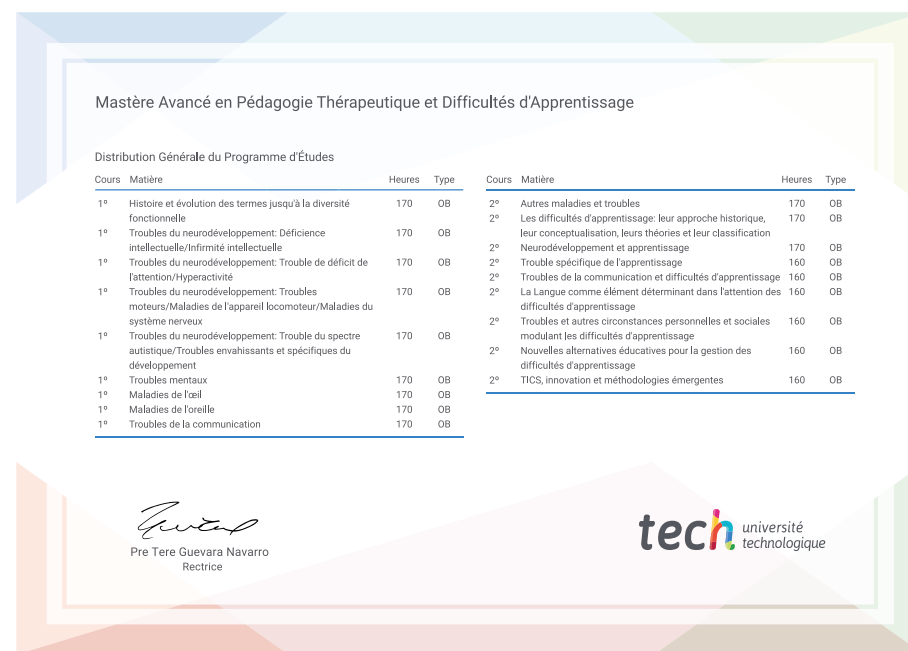 Mastère Avancé en Pédagogie Thérapeutique et Difficultés d'Apprentissage
Distribution Générale du Programme d'Études
Cours Matière Heures Type
1º Histoire et évolution des termes jusqu'à la diversité 170 OB
fonctionnelle
1º Troubles du neurodéveloppement: Déficience 170 OB
intellectuelle/Infirmité intellectuelle
1º Troubles du neurodéveloppement: Trouble de déficit de 170 OB
l'attention/Hyperactivité
1º Troubles du neurodéveloppement: Troubles 170 OB
moteurs/Maladies de l'appareil locomoteur/Maladies du
système nerveux
1º Troubles du neurodéveloppement: Trouble du spectre 170 OB
autistique/Troubles envahissants et spécifiques du
développement
1º Troubles mentaux 170 OB
1º Maladies de l'œil 170 OB
1º Maladies de l'oreille 170 OB
1º Troubles de la communication 170 OB
Cours Matière Heures Type
2º Autres maladies et troubles 170 OB
2º Les difficultés d'apprentissage: leur approche historique, 170 OB
leur conceptualisation, leurs théories et leur classification
2º Neurodéveloppement et apprentissage 170 OB
2º Trouble spécifique de l'apprentissage 160 OB
2º Troubles de la communication et difficultés d'apprentissage 160 OB
2º La Langue comme élément déterminant dans l'attention des 160 OB
difficultés d'apprentissage
2º Troubles et autres circonstances personnelles et sociales 160 OB
modulant les difficultés d'apprentissage
2º Nouvelles alternatives éducatives pour la gestion des 160 OB
difficultés d'apprentissage
2º TICS, innovation et méthodologies émergentes 160 OB
Pre Tere Guevara Navarro
Rectrice
tech université
technologique